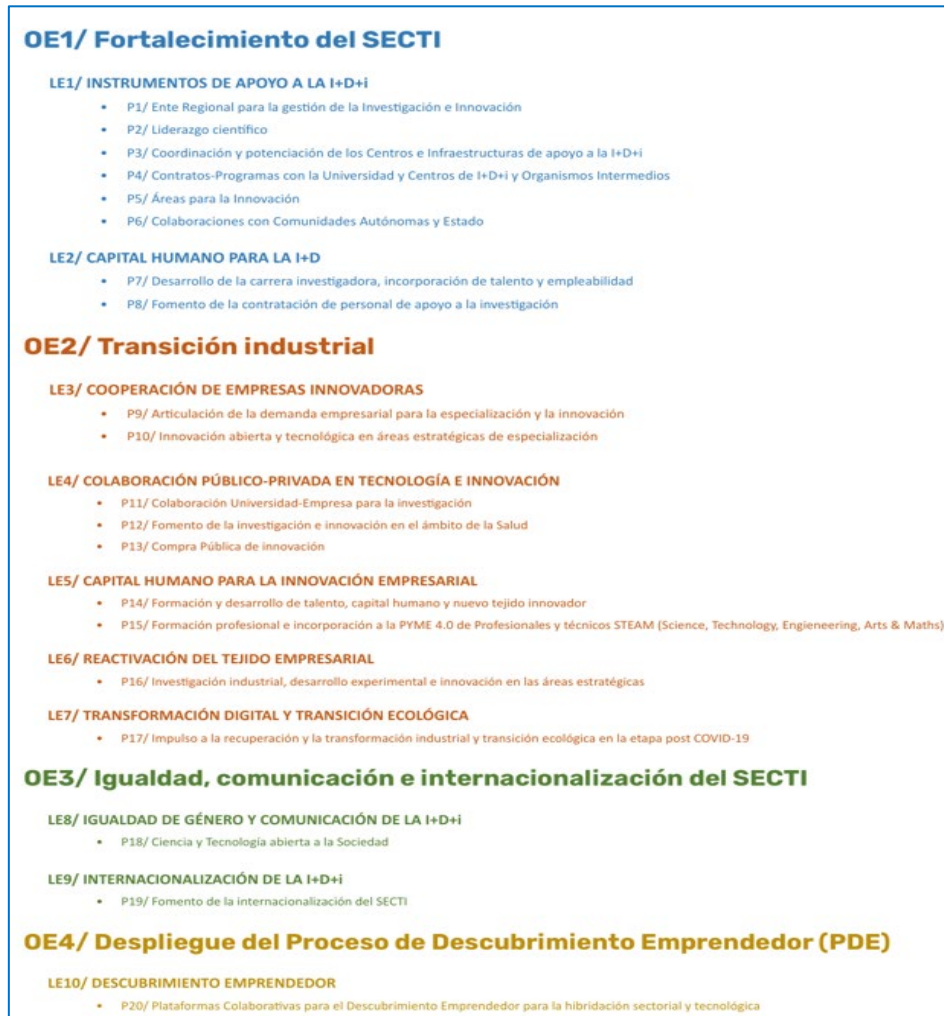 OE1/ Fortalecimiento del SECTI
LE1/ INSTRUMENTOS DE APOYO A LA I+D+i
• P1/ Ente Regional para la gestión de la Investigación e Innovación
• P2/ Liderazgo científico
• P3/ Coordinación y potenciación de los Centros e Infraestructuras de apoyo a la I+D+i
• P4/ Contratos-Programas con la Universidad y Centros de I+D+i y Organismos Intermedios
• P5/ Áreas para la Innovación
• P6/ Colaboraciones con Comunidades Autónomas y Estado
LE2/ CAPITAL HUMANO PARA LA I+D
• P7/ Desarrollo de la carrera investigadora, incorporación de talento y empleabilidad
• P8/ Fomento de la contratación de personal de apoyo a la investigación
OE2/ Transición industrial
LE3/ COOPERACIÓN DE EMPRESAS INNOVADORAS
• P9/ Articulación de la demanda empresarial para la especialización y la innovación
• P10/ Innovación abierta y tecnológica en áreas estratégicas de especialización
LE4/ COLABORACIÓN PÚBLICO-PRIVADA EN TECNOLOGÍA E INNOVACIÓN
• P11/ Colaboración Universidad-Empresa para la investigación
• P12/ Fomento de la investigación e innovación en el ámbito de la Salud
• P13/ Compra Pública de innovación
LE5/ CAPITAL HUMANO PARA LA INNOVACIÓN EMPRESARIAL
• P14/ Formación y desarrollo de talento, capital humano y nuevo tejido innovador
• P15/ Formación profesional e incorporación a la PYME 4.0 de Profesionales y técnicos STEAM (Science, Technology, Engieneering, Arts & Maths)
LE6/ REACTIVACIÓN DEL TEJIDO EMPRESARIAL
• P16/ Investigación industrial, desarrollo experimental e innovación en las áreas estratégicas
LE7/ TRANSFORMACIÓN DIGITAL Y TRANSICIÓN ECOLÓGICA
• P17/ Impulso a la recuperación y la transformación industrial y transición ecológica en la etapa post COVID-19
OE3/ Igualdad, comunicación e internacionalización del SECTI
LE8/ IGUALDAD DE GÉNERO Y COMUNICACIÓN DE LA I+D+i
• P18/ Ciencia y Tecnología abierta a la Sociedad
LE9/ INTERNACIONALIZACIÓN DE LA I+D+i
• P19/ Fomento de la internacionalización del SECTI
OE4/ Despliegue del Proceso de Descubrimiento Emprendedor (PDE)
LE10/ DESCUBRIMIENTO EMPRENDEDOR
• P20/ Plataformas Colaborativas para el Descubrimiento Emprendedor para la hibridación sectorial y tecnológica